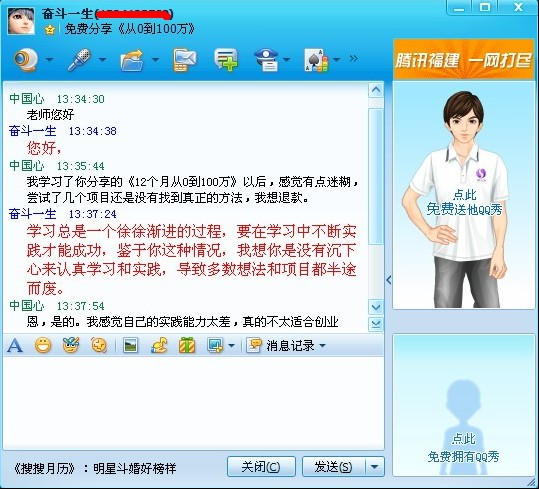 奋斗一生(
免费分享《从0到100万》
腾讯福建 一网打尽
中国心 13:34:30
老师您好
奋斗一生 13:34:38
您好，
中国心 13:35:44
我学习了你分享的《12个月从0到100万》以后，感觉有点迷糊，
尝试了几个项目还是没有找到真正的方法，我想退款。
奋斗一生 13:37:24
学习总是一个徐徐渐进的过程，要在学习中不断实
践才能成功，鉴于你这种情况，我想你是没有沉下
心来认真学习和实践，导致多数想法和项目都半途
而废。
中国心 13:37:54
恩，是的。我感觉自己的实践能力太差，真的不太适合创业
点此
免费送他QQ秀
A
消息记录
点此
免费拥有QQ秀
《搜搜月历》：明星斗婚好榜样
关闭(C)
发送(S)